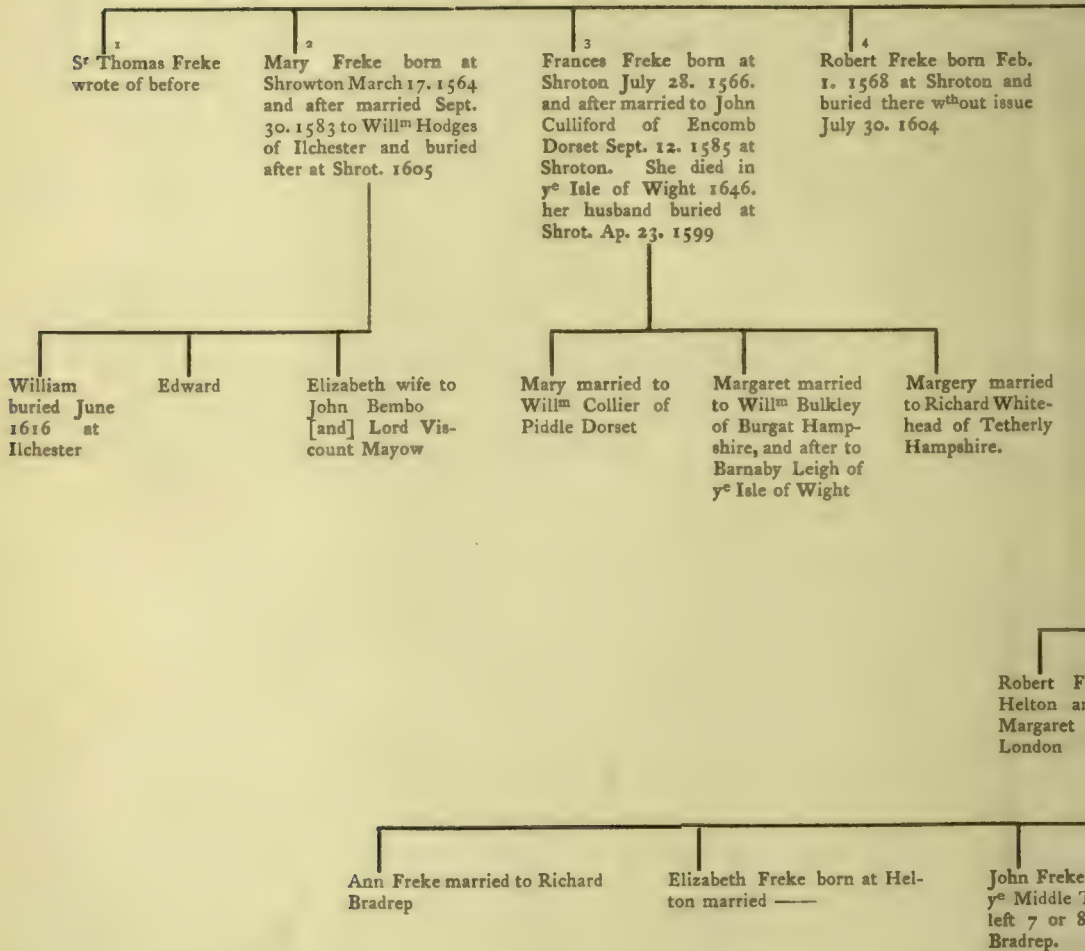 1
Sʳ Thomas Freke
wrote of before
2
Mary Freke born at
Shrowton March 17. 1564
and after married Sept.
30. 1583 to Willᵐ Hodges
of Ilchester and buried
after at Shrot. 1605
3
Frances Freke born at
Shroton July 28. 1566.
and after married to John
Culliford of Encomb
Dorset Sept. 12. 1585 at
Shroton. She died in
yᵉ Isle of Wight 1646.
her husband buried at
Shrot. Ap. 23. 1599
4
Robert Freke born Feb.
1. 1568 at Shroton and
buried there wᵗʰout issue
July 30. 1604
William
buried June
1616 at
Ilchester
Edward
Elizabeth wife to
John Bembo
[and] Lord Vis-
count Mayow
Mary married to
Willᵐ Collier of
Piddle Dorset
Margaret married
to Willᵐ Bulkley
of Burgat Hamp-
shire, and after to
Barnaby Leigh of
yᵉ Isle of Wight
Margery married
to Richard White-
head of Tetherly
Hampshire.
Robert F
Helton an
Margaret
London
Ann Freke married to Richard
Bradrep
Elizabeth Freke born at Hel-
ton married ——
John Freke
yᵉ Middle T
left 7 or 8
Bradrep.